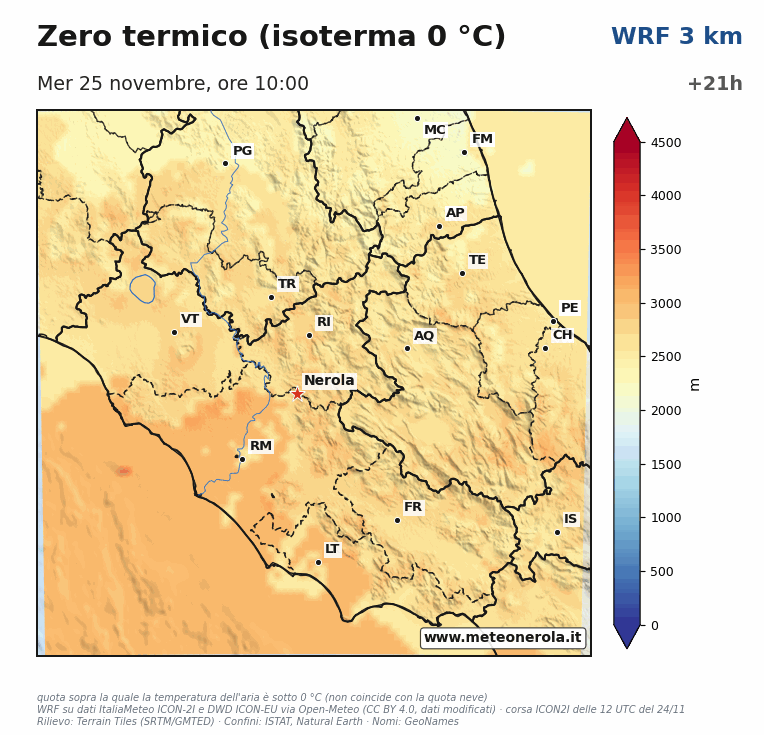 Zero termico (isoterma 0 °C)
WRF 3 km
Mer 25 novembre, ore 10:00
+21h
MC
FM
PG
AP
TE
TR
PE
VT
RI
AQ
CH
Nerola
RM
FR
IS
LT
www.meteonerola.it
4500
4000
3500
3000
2500
2000
1500
1000
500
0
m
quota sopra la quale la temperatura dell'aria è sotto 0 °C (non coincide con la quota neve)
WRF su dati ItaliaMeteo ICON-2I e DWD ICON-EU via Open-Meteo (CC BY 4.0, dati modificati) · corsa ICON2I delle 12 UTC del 24/11
Rilievo: Terrain Tiles (SRTM/GMTED) · Confini: ISTAT, Natural Earth · Nomi: GeoNames